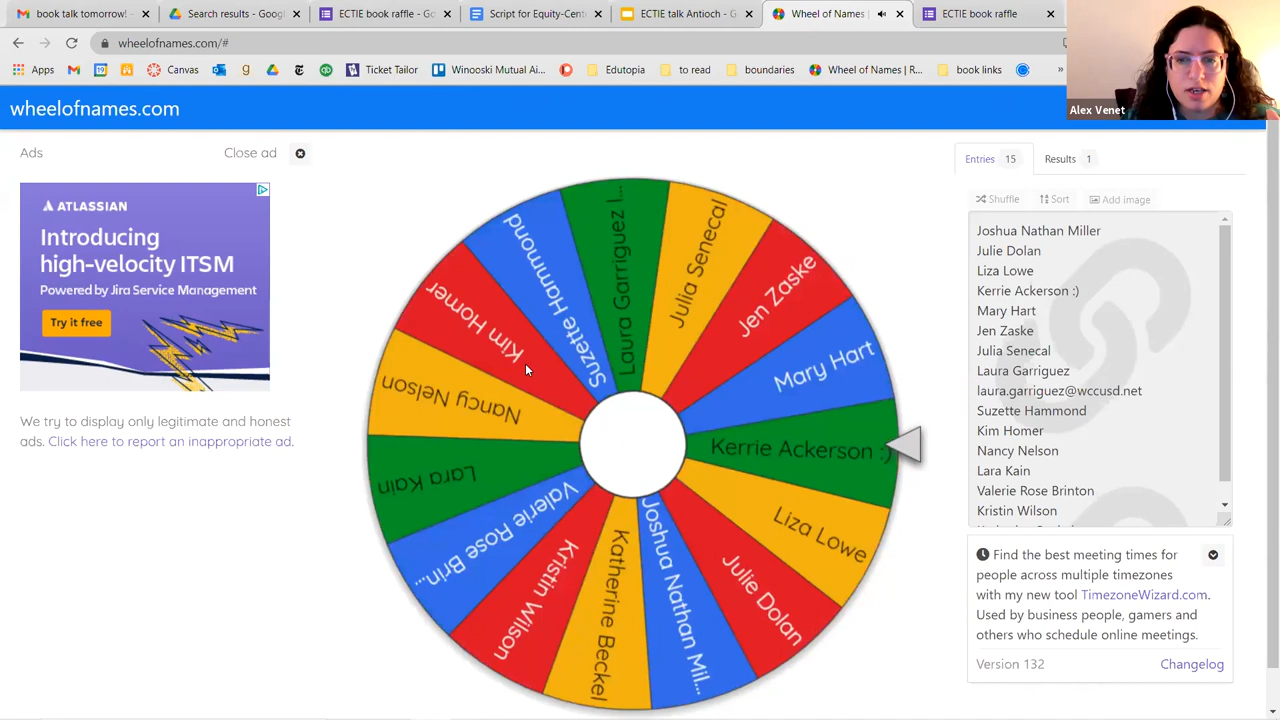 book talk tomorrow! -
Search results - Googl
ECTIE book raffle - Go
Script for Equity-Cent
ECTIE talk Antioch - G
Wheel of Names |
ECTIE book raffle
wheelofnames.com/#
Apps
Canvas
Ticket Tailor
Winooski Mutual Ai...
Edutopia
to read
boundaries
Wheel of Names | R...
book links
»
Alex Venet
wheelofnames.com
Ads
Close ad
ATLASSIAN
Introducing
high-velocity ITSM
Powered by Jira Service Management
Try it free
We try to display only legitimate and honest
ads. Click here to report an inappropriate ad.
Laura Garriguez l...
Julia Senecal
Jen Zaske
Mary Hart
Kerrie Ackerson :)
Liza Lowe
Julie Dolan
Joshua Nathan Mil...
Katherine Beckel
Kristin Wilson
Valerie Rose Brin...
Lara Kain
Nancy Nelson
Kim Homer
Suzette Hammond
Entries 15
Results 1
Shuffle
Sort
Add image
Joshua Nathan Miller
Julie Dolan
Liza Lowe
Kerrie Ackerson :)
Mary Hart
Jen Zaske
Julia Senecal
Laura Garriguez
laura.garriguez@wccusd.net
Suzette Hammond
Kim Homer
Nancy Nelson
Lara Kain
Valerie Rose Brinton
Kristin Wilson
Find the best meeting times for
people across multiple timezones
with my new tool TimezoneWizard.com.
Used by business people, gamers and
others who schedule online meetings.
Version 132
Changelog